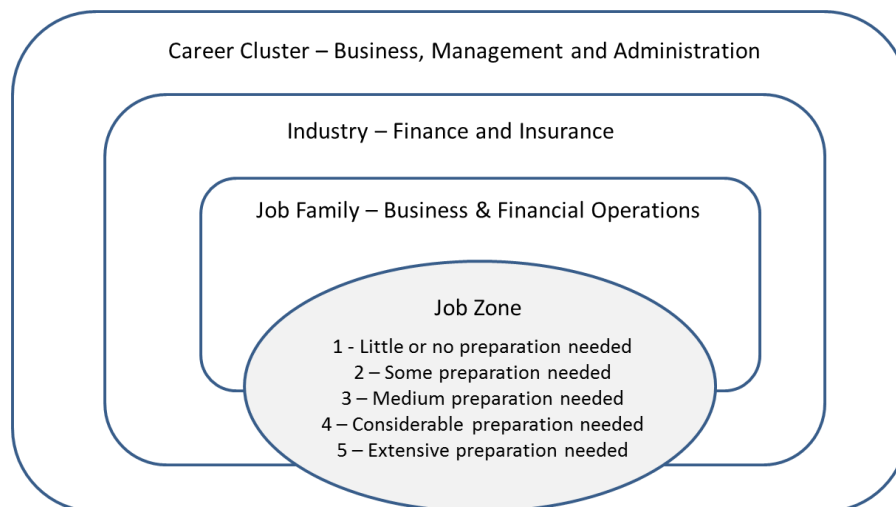 Career Cluster – Business, Management and Administration
Industry – Finance and Insurance
Job Family – Business & Financial Operations
Job Zone
1 - Little or no preparation needed
2 – Some preparation needed
3 – Medium preparation needed
4 – Considerable preparation needed
5 – Extensive preparation needed